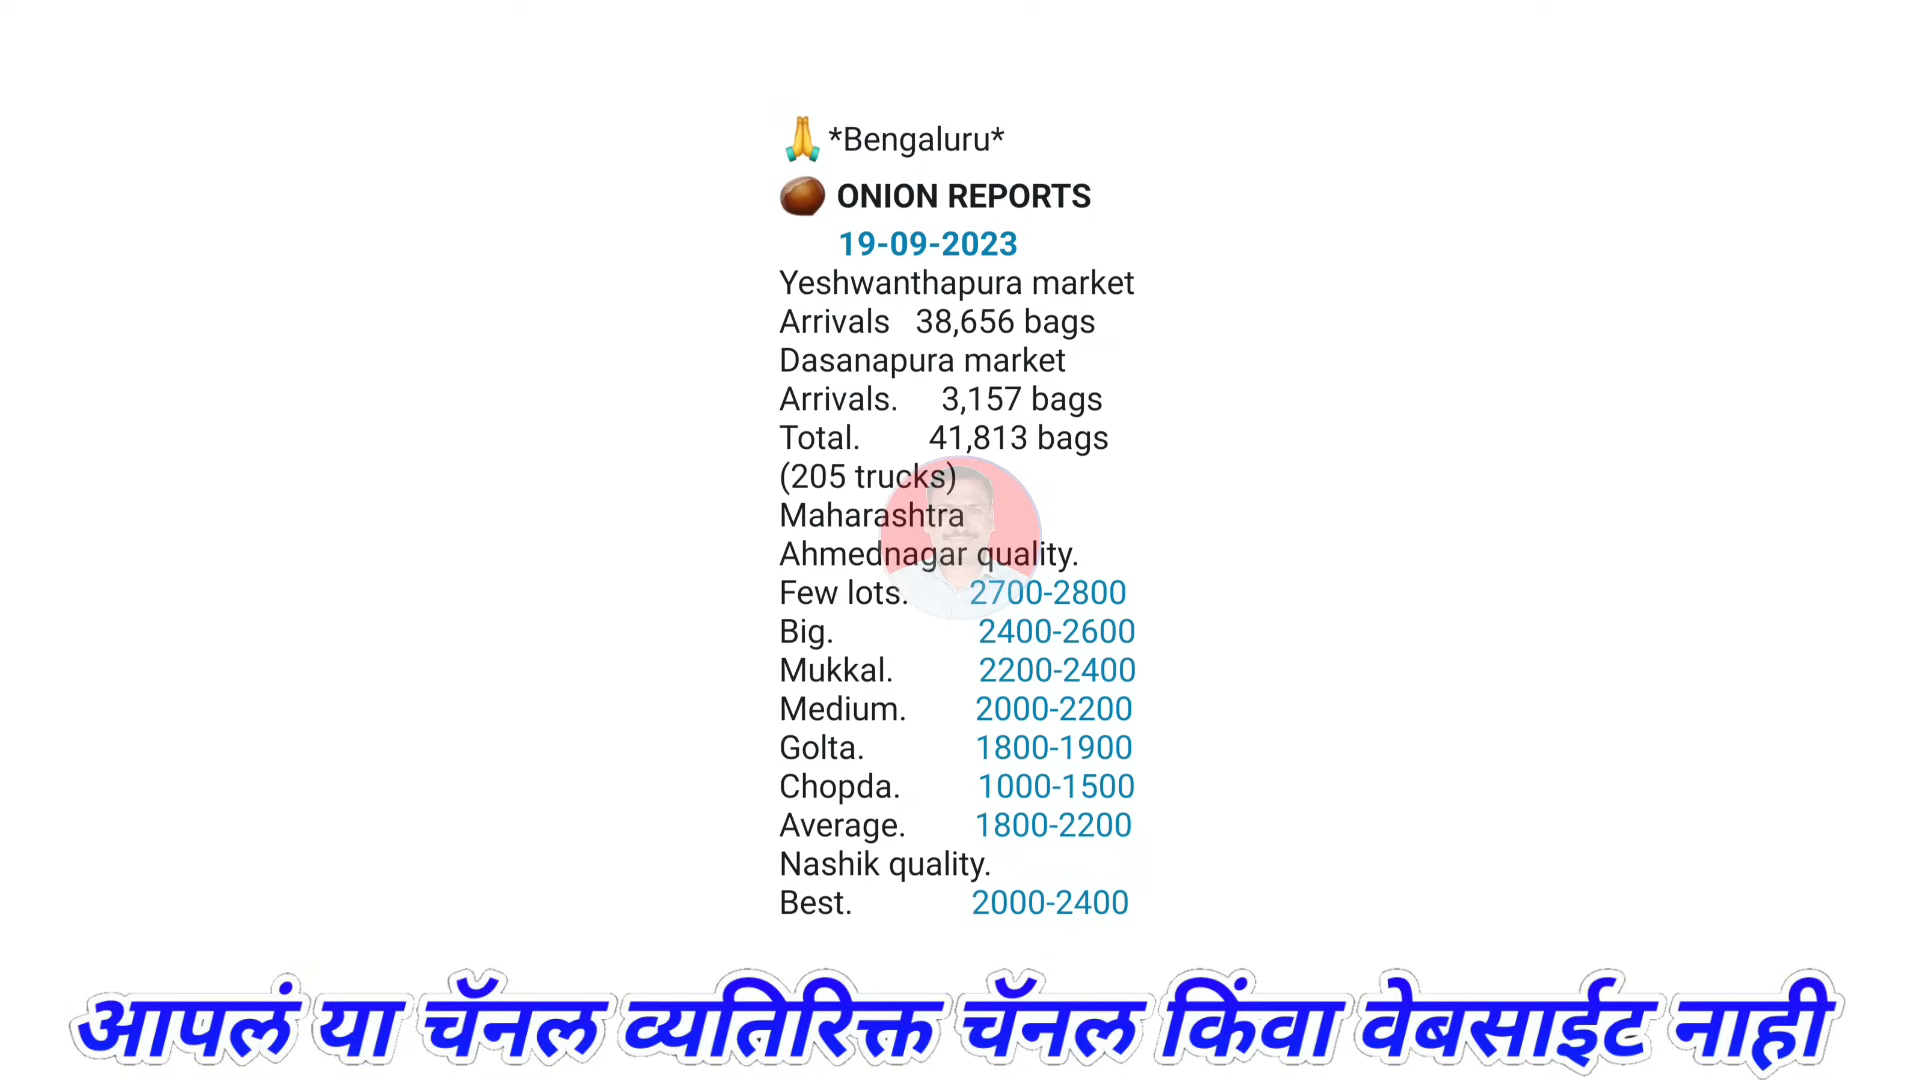 🙏*Bengaluru*
🌰 ONION REPORTS
19-09-2023
Yeshwanthapura market
Arrivals 38,656 bags
Dasanapura market
Arrivals. 3,157 bags
Total. 41,813 bags
(205 trucks)
Maharashtra
Ahmednagar quality.
Few lots. 2700-2800
Big. 2400-2600
Mukkal. 2200-2400
Medium. 2000-2200
Golta. 1800-1900
Chopda. 1000-1500
Average. 1800-2200
Nashik quality.
Best. 2000-2400
आपलं या चॅनल व्यतिरिक्त चॅनल किंवा वेबसाईट नाही